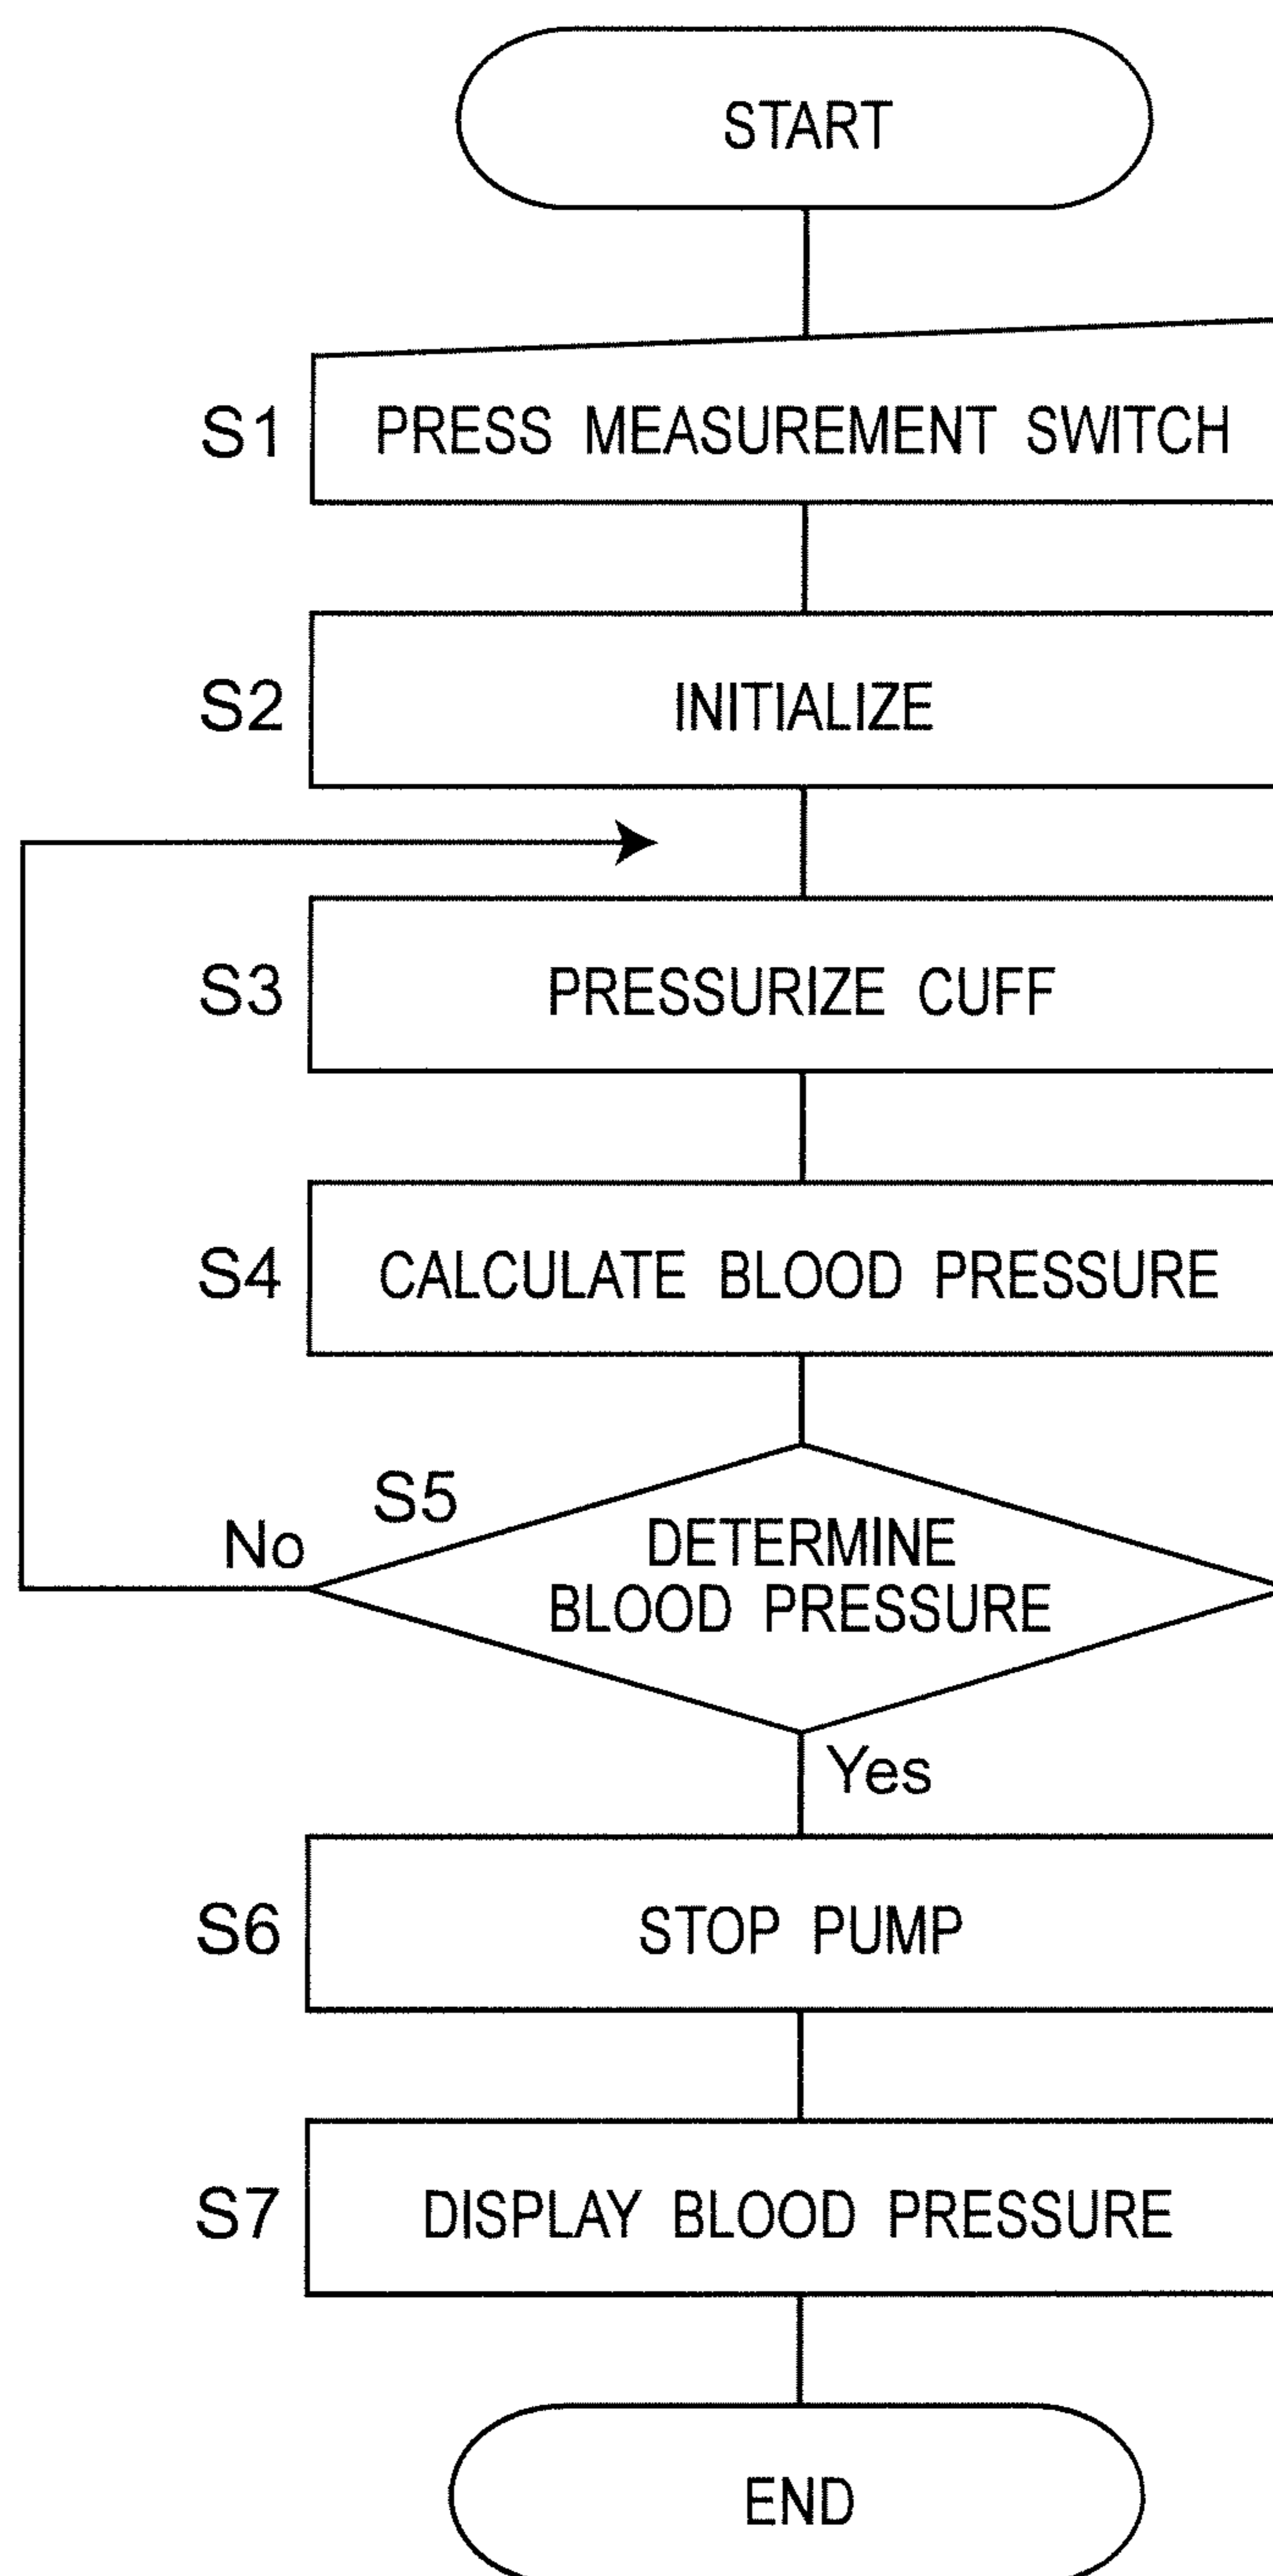 START
S1 PRESS MEASUREMENT SWITCH
S2 INITIALIZE
S3 PRESSURIZE CUFF
S4 CALCULATE BLOOD PRESSURE
S5
No
DETERMINE
BLOOD PRESSURE
Yes
S6 STOP PUMP
S7 DISPLAY BLOOD PRESSURE
END